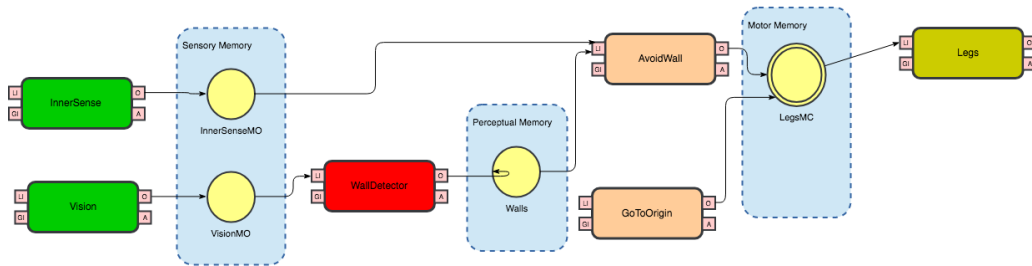 Sensory Memory
Motor Memory
LI
O
GI
A
AvoidWall
LI
O
GI
A
Legs
LI
O
GI
A
InnerSense
InnerSenseMO
LegsMC
Perceptual Memory
LI
O
GI
A
Vision
VisionMO
LI
O
GI
A
WallDetector
Walls
LI
O
GI
A
GoToOrigin